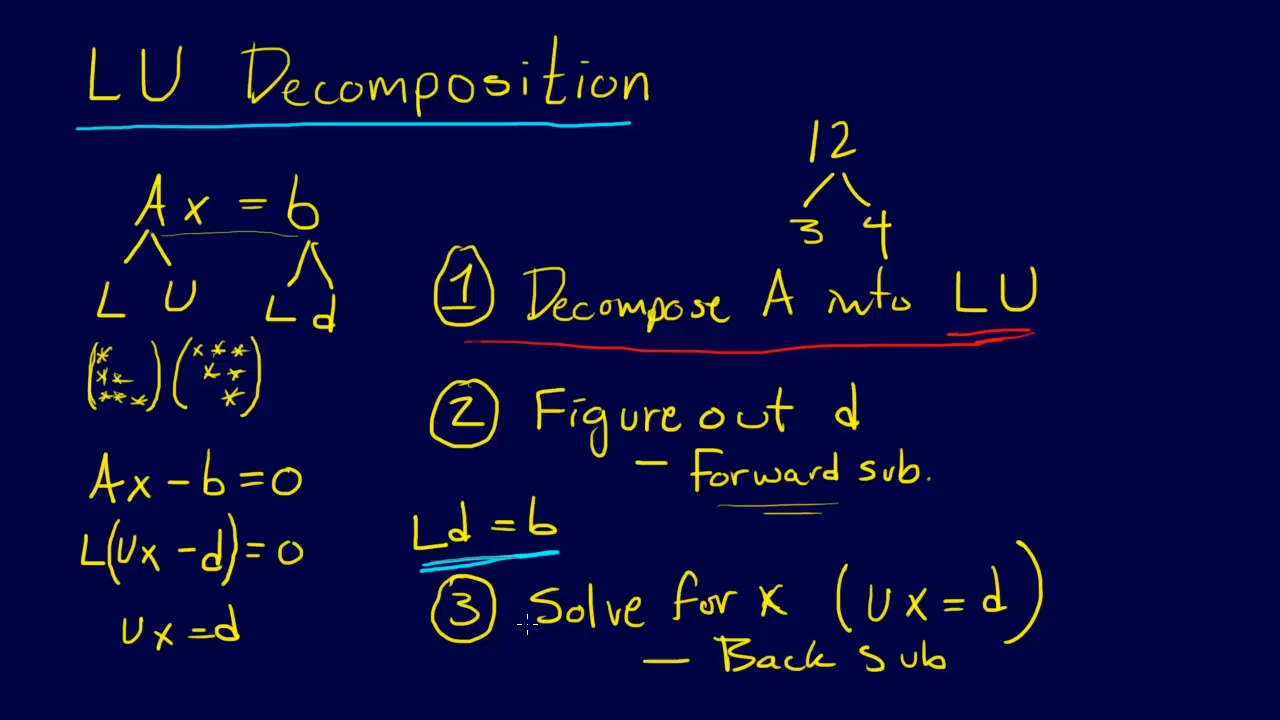 LU Decomposition
12
3 4
Ax = b
L U L d
(* ** ***) (*** ** *)
① Decompose A into LU
② Figure out d
— Forward sub.
Ax - b = 0
Ld = b
L(Ux - d) = 0
③ Solve for x (Ux = d)
Ux = d
— Back sub